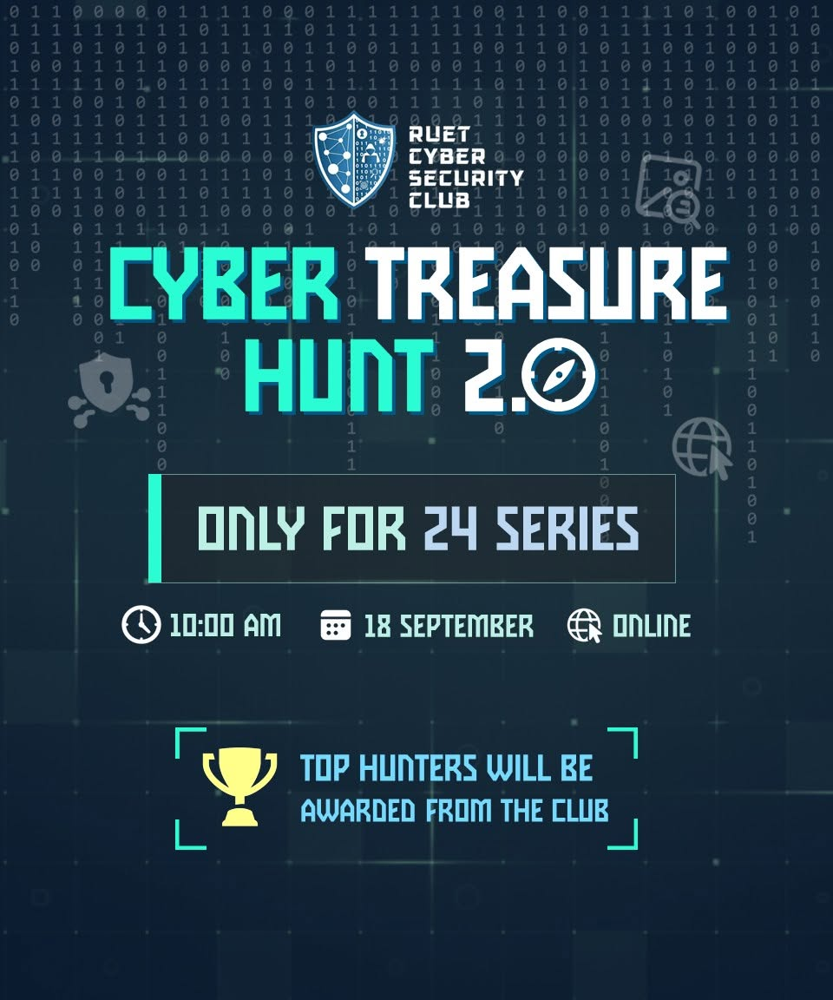 RUET
CYBER
SECURITY
CLUB
CYBER TREASURE
HUNT 2.0
ONLY FOR 24 SERIES
10:00 AM
18 SEPTEMBER
ONLINE
TOP HUNTERS WILL BE
AWARDED FROM THE CLUB